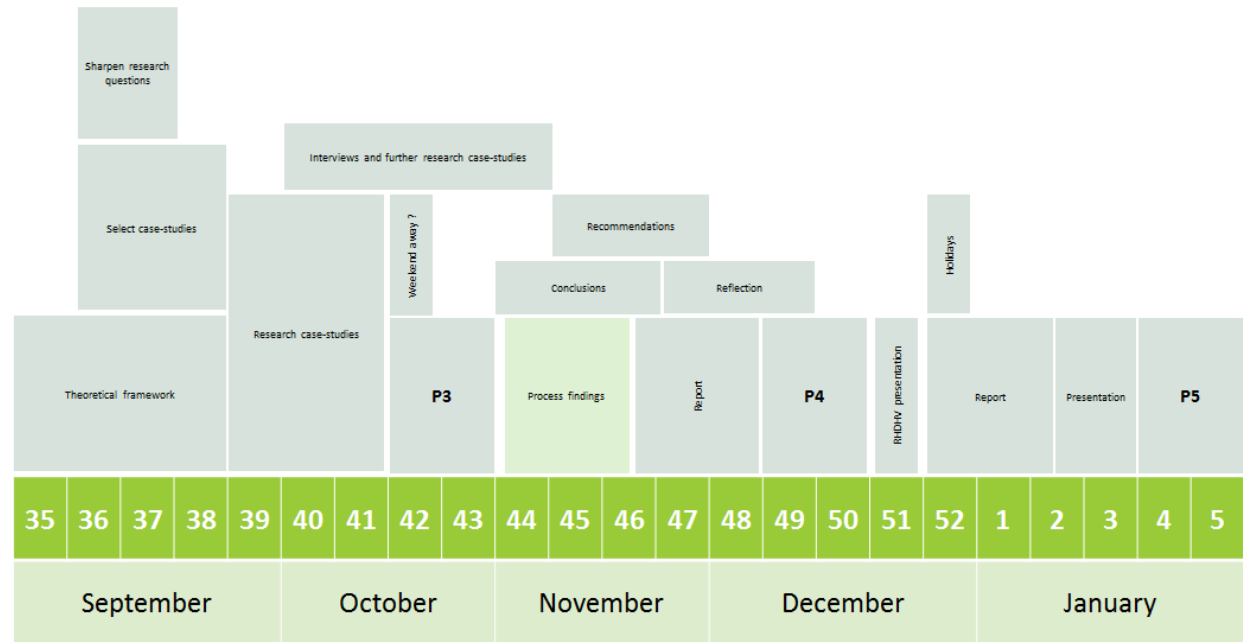 Sharpen research
questions
Interviews and further research case-studies
Select case-studies
Weekend away ?
Recommendations
Holidays
Conclusions
Reflection
Theoretical framework
Research case-studies
P3
Process findings
Report
P4
RHDHV presentation
Report
Presentation
P5
35 36 37 38 39 40 41 42 43 44 45 46 47 48 49 50 51 52 1 2 3 4 5
September October November December January